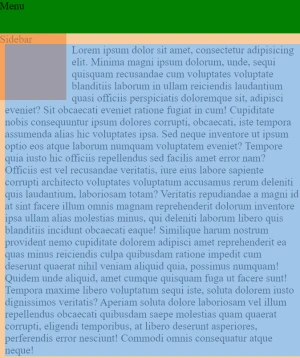 Menu
Sidebar
Lorem ipsum dolor sit amet, consectetur adipisicing
elit. Minima magni ipsum dolorum, unde, sequi
quisquam recusandae cum voluptates voluptate
blanditiis laborum in ullam reiciendis laudantium
quasi officiis perspiciatis doloremque sit, adipisci
eveniet? Sit obcaecati eveniet ratione fugiat in cum! Cupiditate
nobis consequuntur ipsum dolores corrupti, obcaecati, iste tempora
assumenda alias hic voluptates ipsa. Sed neque inventore ut ipsum
optio eos atque laborum numquam voluptatem eveniet? Tempore
quia iusto hic officiis repellendus sed facilis amet error nam?
Officiis est vel recusandae veritatis, iure eius labore sapiente
corrupti architecto voluptates voluptatum accusamus rerum deleniti
quis laudantium, laboriosam totam? Veritatis repudiandae a magni id
at sint facere illum omnis magnam reprehenderit dolorum inventore
ipsa ullam alias molestias minus, qui deleniti laborum libero quis
blanditiis incidunt obcaecati eaque! Similique harum nostrum
provident nemo cupiditate dolorem adipisci amet reprehenderit ea
quas minus reiciendis culpa quibusdam ratione impedit cum
deserunt quaerat nihil veniam aliquid quia, possimus numquam!
Quidem unde aliquid, amet cumque quisquam fuga ut facere sunt!
Tempora maxime libero voluptatum sequi iste, soluta dolorem iusto
dignissimos veritatis? Aperiam soluta dolore laboriosam vel illum
repellendus obcaecati quibusdam saepe molestias quam quaerat
corrupti, eligendi temporibus, at libero deserunt asperiores,
perferendis error nesciunt! Commodi omnis consequatur atque
neque!